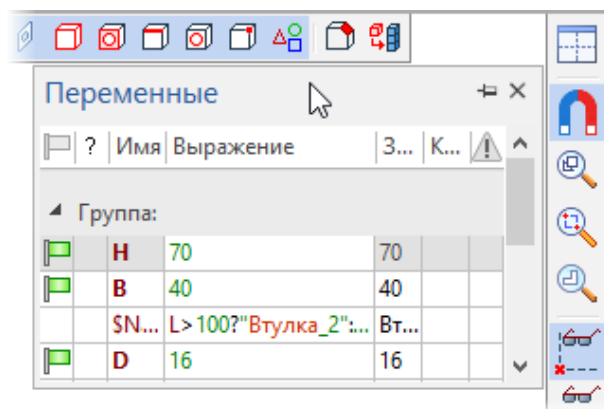 Переменные
? Имя Выражение З... К...
Группа:
H 70 70
B 40 40
$N... L>100?"Втулка_2":... Вт...
D 16 16